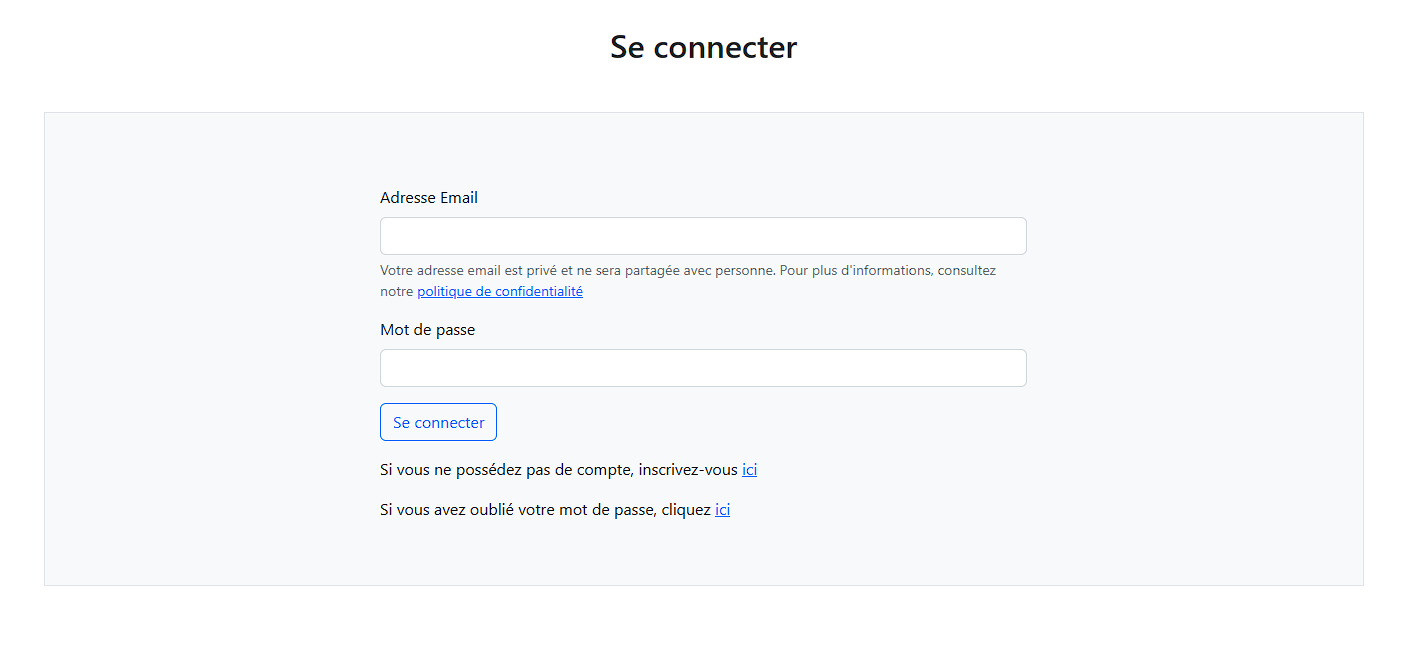 Se connecter
Adresse Email
Votre adresse email est privé et ne sera partagée avec personne. Pour plus d'informations, consultez
notre politique de confidentialité
Mot de passe
Se connecter
Si vous ne possédez pas de compte, inscrivez-vous ici
Si vous avez oublié votre mot de passe, cliquez ici